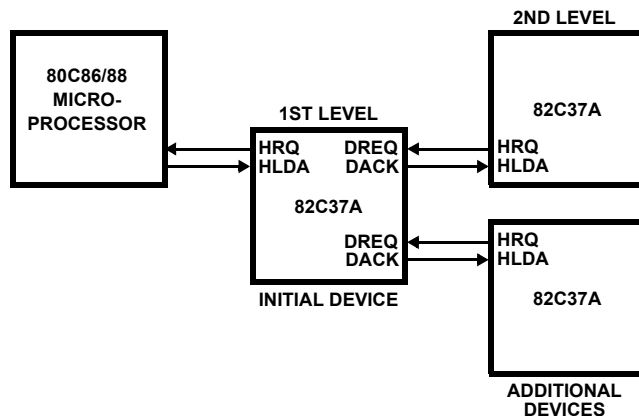 2ND LEVEL
80C86/88
MICRO-
PROCESSOR
82C37A
1ST LEVEL
HRQ
HLDA
HRQ
HLDA
DREQ
DACK
82C37A
DREQ
DACK
HRQ
HLDA
INITIAL DEVICE
82C37A
ADDITIONAL
DEVICES